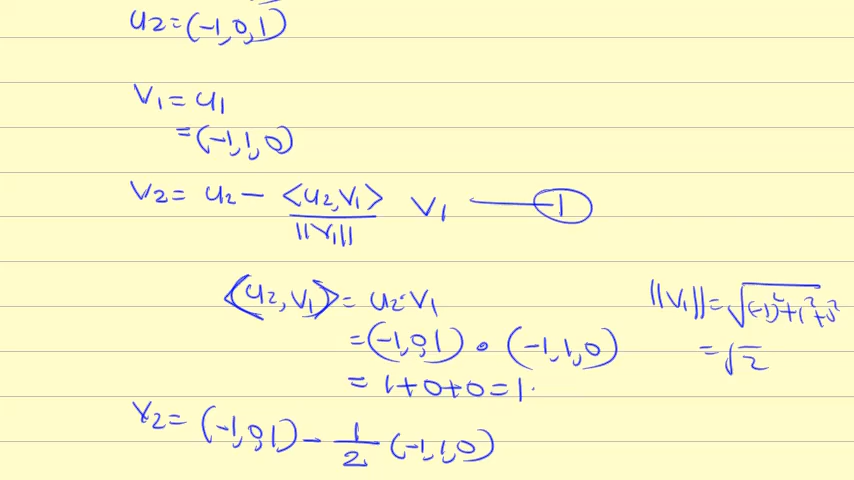 u2=(-1,0,1)
V1 = u1
=(-1,1,0)
V2= u2 - <u2,V1>/||V1|| V1 —— 1
<u2,V1>= u2·V1
=(-1,0,1) • (-1,1,0)
= 1+0+0=1.
||V1||=√(-1)²+1²+0²
=√2
V2= (-1,0,1) - 1/2 (-1,1,0)